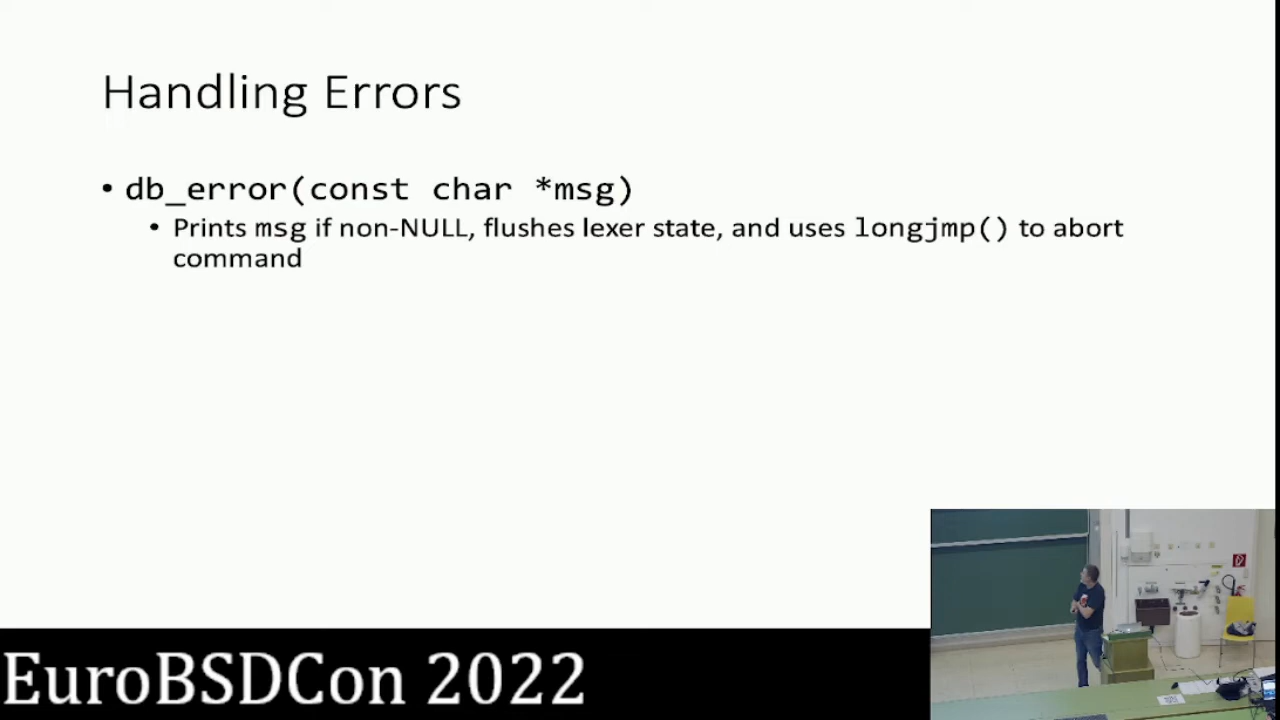 Handling Errors
• db_error(const char *msg)
• Prints msg if non-NULL, flushes lexer state, and uses longjmp() to abort
command
EuroBSDCon 2022